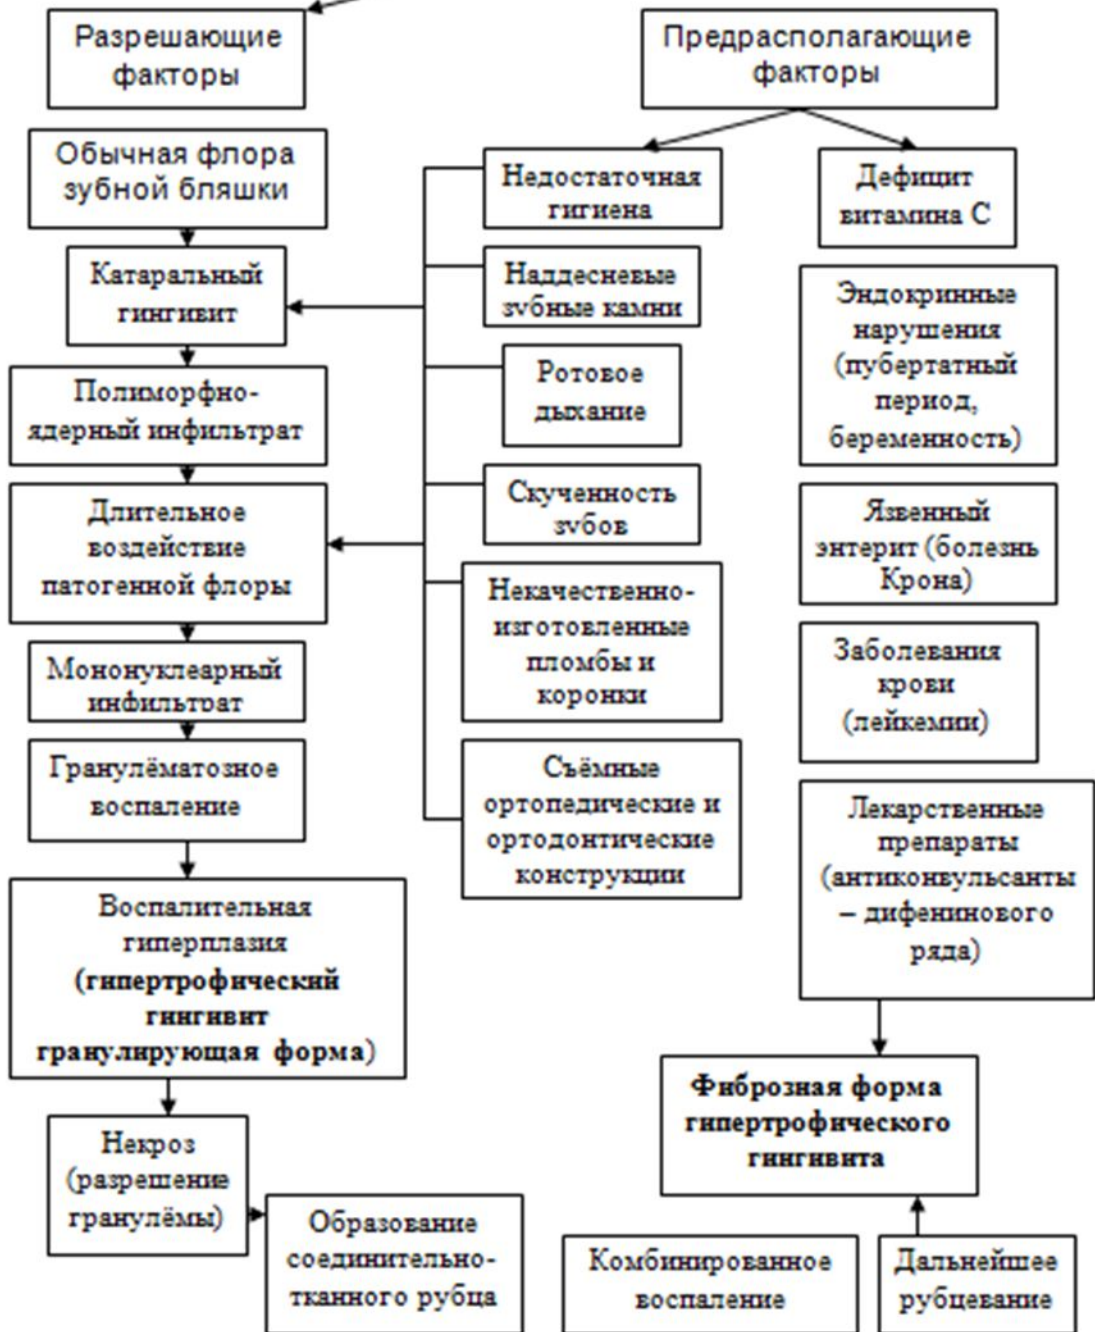 Разрешающие
факторы
Обычная флора
зубной бляшки
Катаральный
гингивит
Полиморфно-
ядерный инфильтрат
Длительное
воздействие
патогенной флоры
Мононуклеарный
инфильтрат
Гранулёматозное
воспаление
Воспалительная
гиперплазия
(гипертрофический
гингивит
гранулирующая форма)
Некроз
(разрешение
гранулёмы)
Образование
соединительно-
тканного рубца
Предрасполагающие
факторы
Недостаточная
гигиена
Наддесневые
зубные камни
Ротовое
дыхание
Скученность
зубов
Некачественно-
изготовленные
пломбы и
коронки
Съёмные
ортопедические и
ортодонтические
конструкции
Дефицит
витамина С
Эндокринные
нарушения
(пубертатный
период,
беременность)
Язвенный
энтерит (болезнь
Крона)
Заболевания
крови
(лейкемии)
Лекарственные
препараты
(антиконвульсанты
– дифенинового
ряда)
Фиброзная форма
гипертрофического
гингивита
Комбинированное
воспаление
Дальнейшее
рубцевание